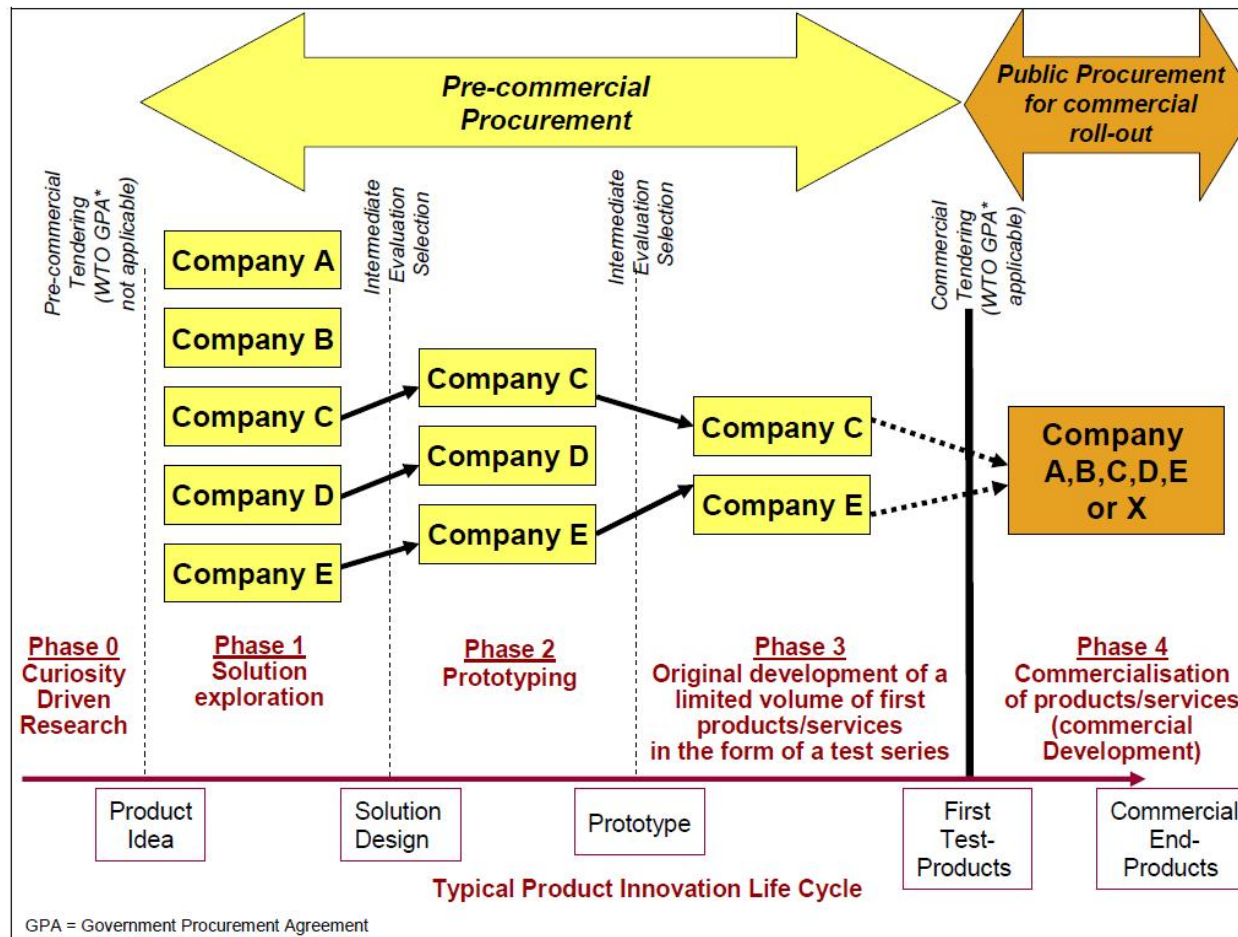 Pre-commercial
Procurement
Public Procurement
for commercial
roll-out
Pre-commercial
Tendering
(WTO GPA*
not applicable)
Intermediate
Evaluation
Selection
Intermediate
Evaluation
Selection
Commercial
Tendering
(WTO GPA*
applicable)
Company A
Company B
Company C
Company D
Company E
Company C
Company D
Company E
Company C
Company E
Company
A,B,C,D,E
or X
Phase 0
Curiosity
Driven
Research
Phase 1
Solution
exploration
Phase 2
Prototyping
Phase 3
Original development of a
limited volume of first
products/services
in the form of a test series
Phase 4
Commercialisation
of products/services
(commercial
Development)
Product
Idea
Solution
Design
Prototype
First
Test-
Products
Commercial
End-
Products
Typical Product Innovation Life Cycle
GPA = Government Procurement Agreement